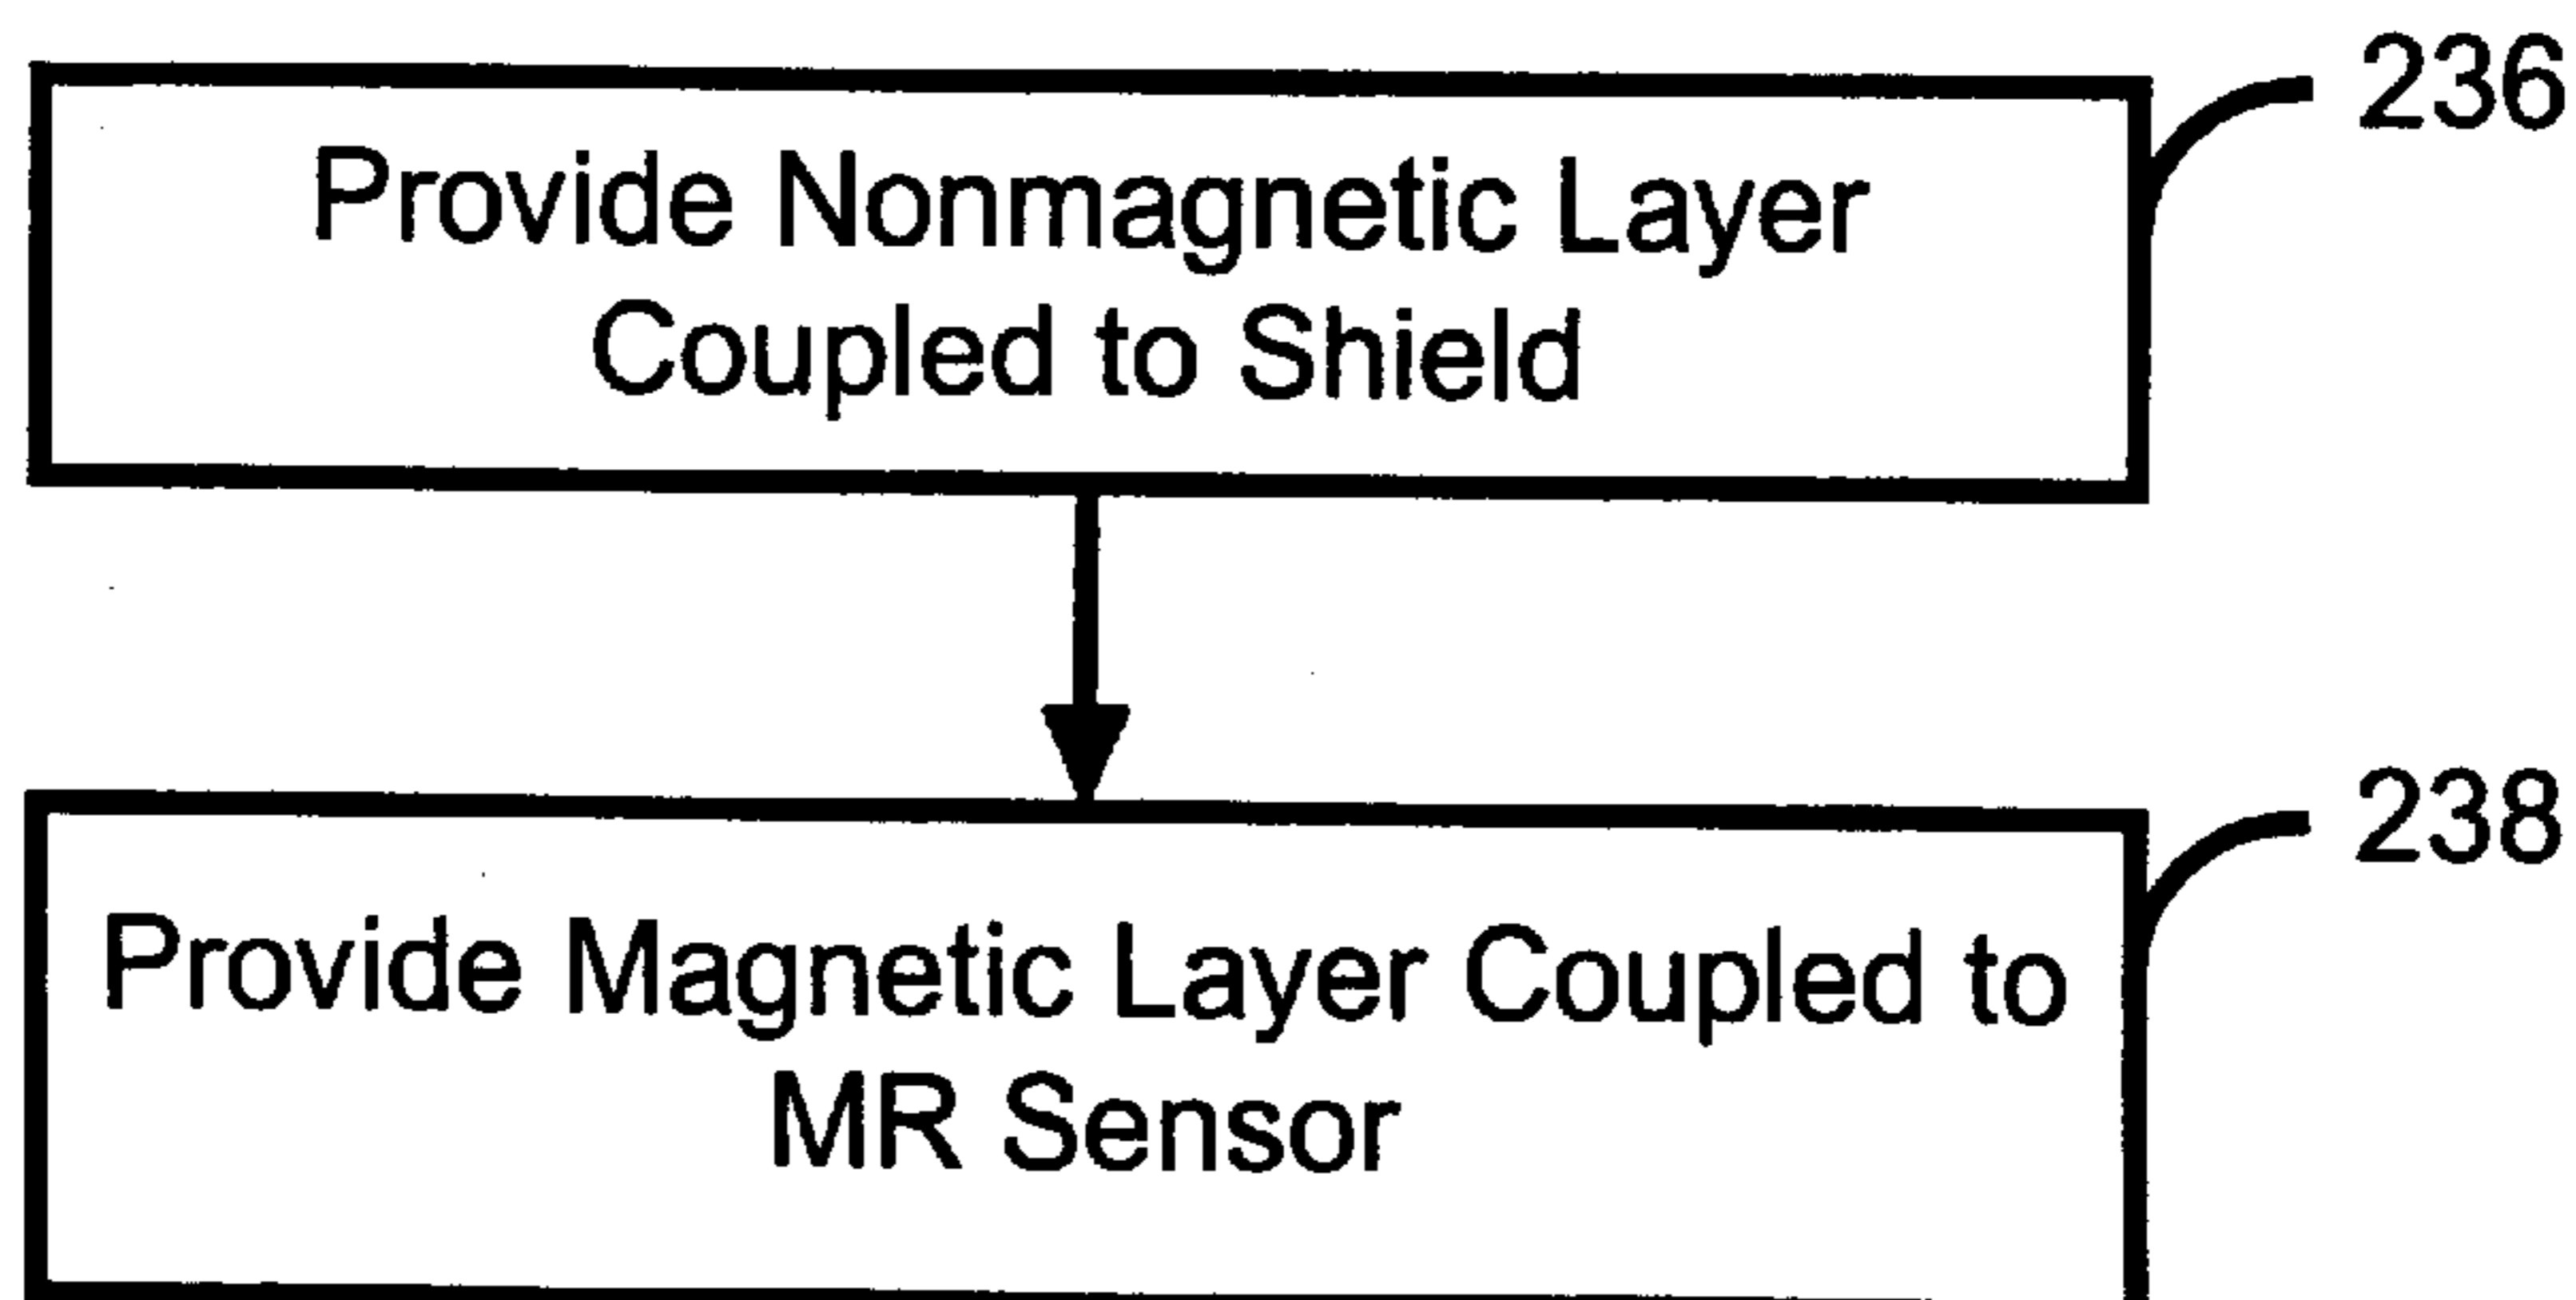 236
Provide Nonmagnetic Layer
Coupled to Shield
238
Provide Magnetic Layer Coupled to
MR Sensor